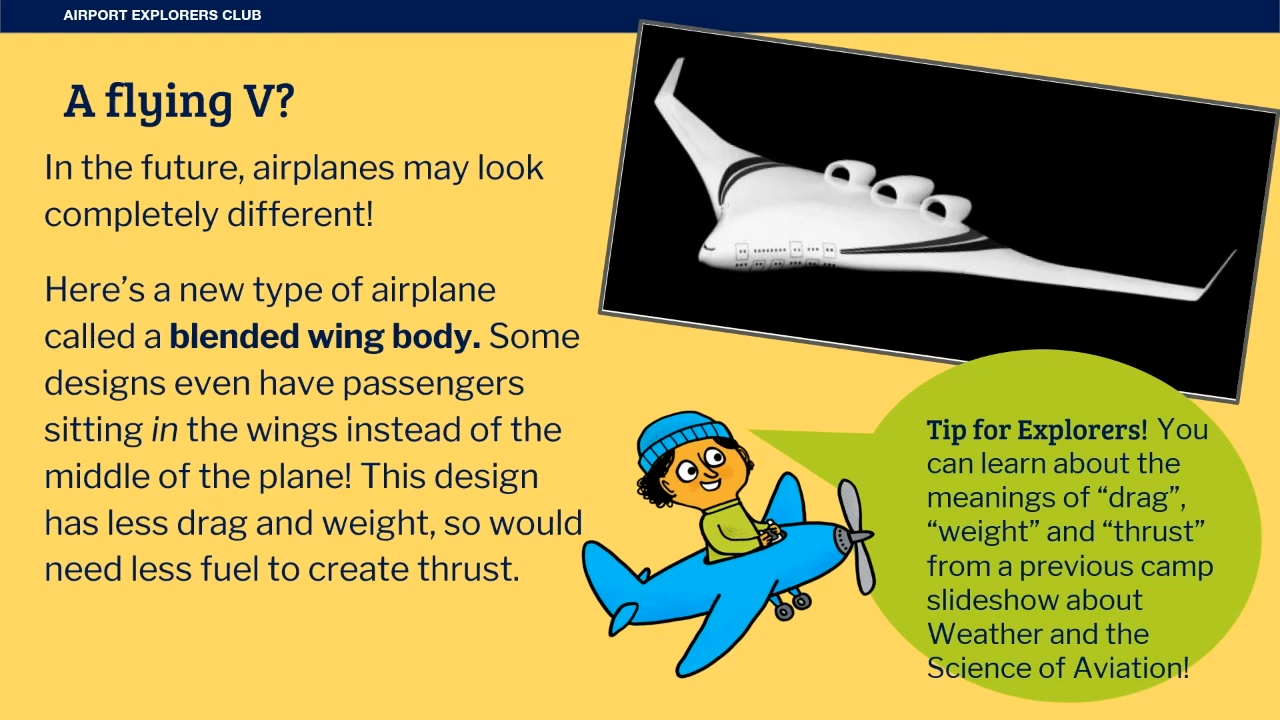 AIRPORT EXPLORERS CLUB
A flying V?
In the future, airplanes may look
completely different!
Here’s a new type of airplane
called a blended wing body. Some
designs even have passengers
sitting in the wings instead of the
middle of the plane! This design
has less drag and weight, so would
need less fuel to create thrust.
Tip for Explorers! You
can learn about the
meanings of “drag”,
“weight” and “thrust”
from a previous camp
slideshow about
Weather and the
Science of Aviation!